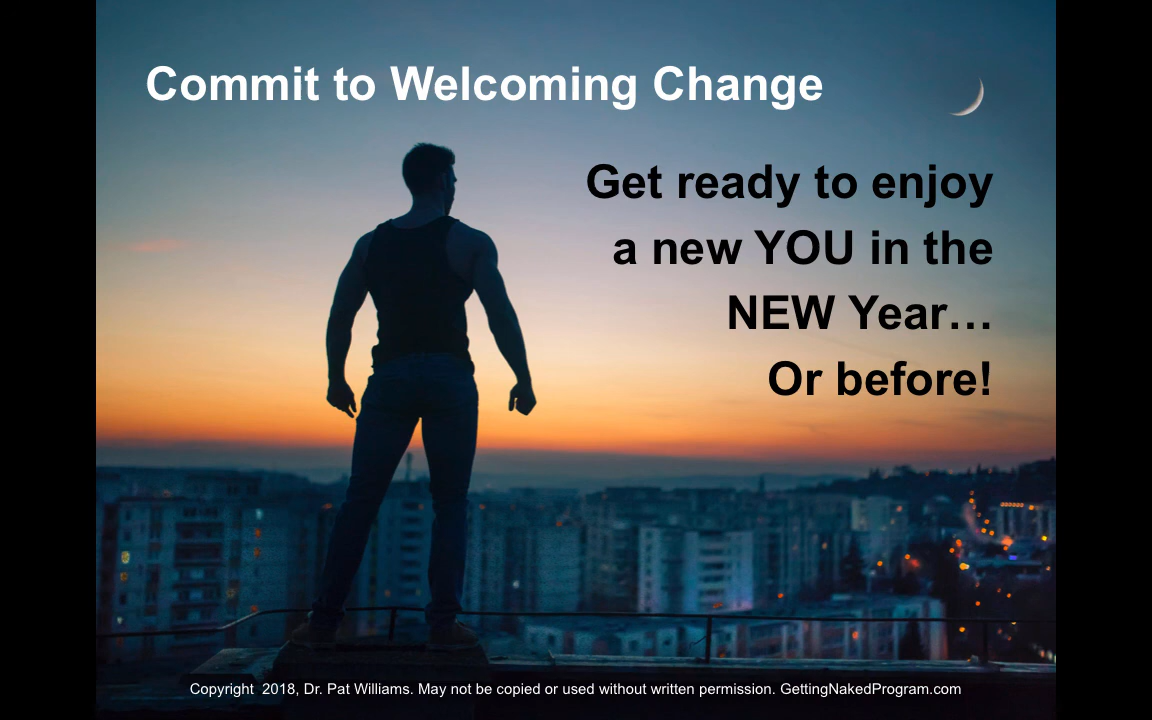 Commit to Welcoming Change
Get ready to enjoy
a new YOU in the
NEW Year…
Or before!
Copyright  2018, Dr. Pat Williams. May not be copied or used without written permission. GettingNakedProgram.com